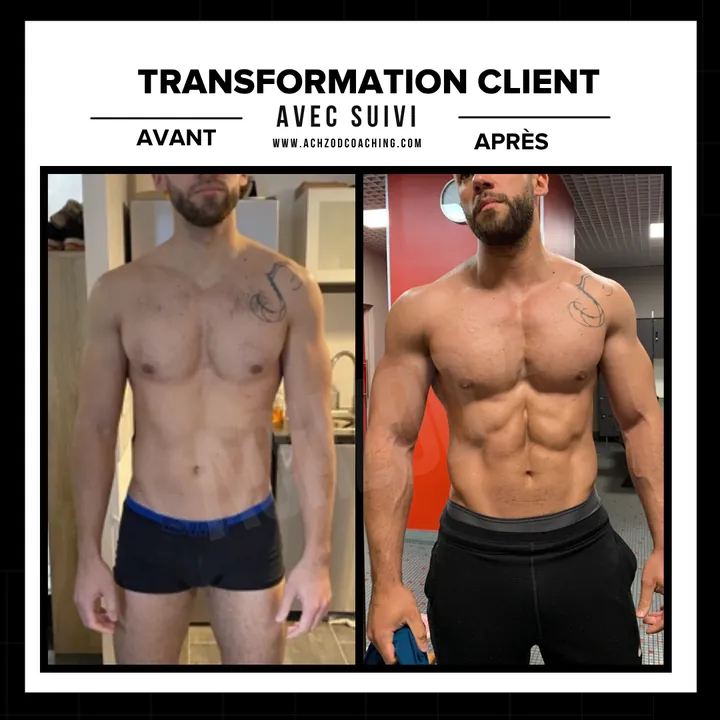 TRANSFORMATION CLIENT
AVEC SUIVI
AVANT
WWW.ACHZODCOACHING.COM
APRÈS